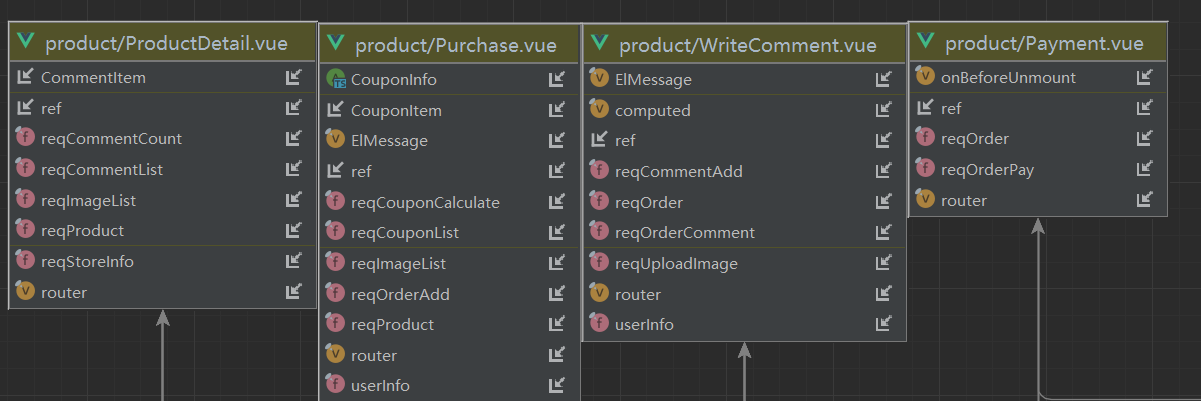 product/ProductDetail.vue
CommentItem
ref
reqCommentCount
reqCommentList
reqImageList
reqProduct
reqStoreInfo
router
product/Purchase.vue
CouponInfo
CouponItem
ElMessage
ref
reqCouponCalculate
reqCouponList
reqImageList
reqOrderAdd
reqProduct
router
userInfo
product/WriteComment.vue
ElMessage
computed
ref
reqCommentAdd
reqOrder
reqOrderComment
reqUploadImage
router
userInfo
product/Payment.vue
onBeforeUnmount
ref
reqOrder
reqOrderPay
router